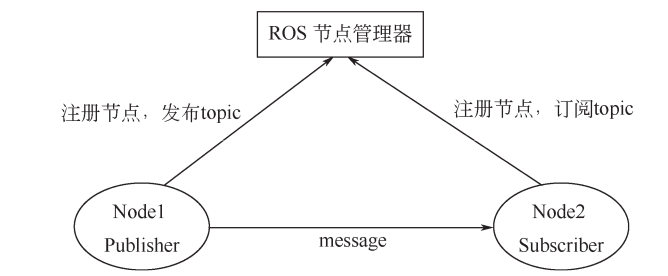 ROS 节点管理器
注册节点，发布topic
注册节点，订阅topic
Node1
Publisher
message
Node2
Subscriber